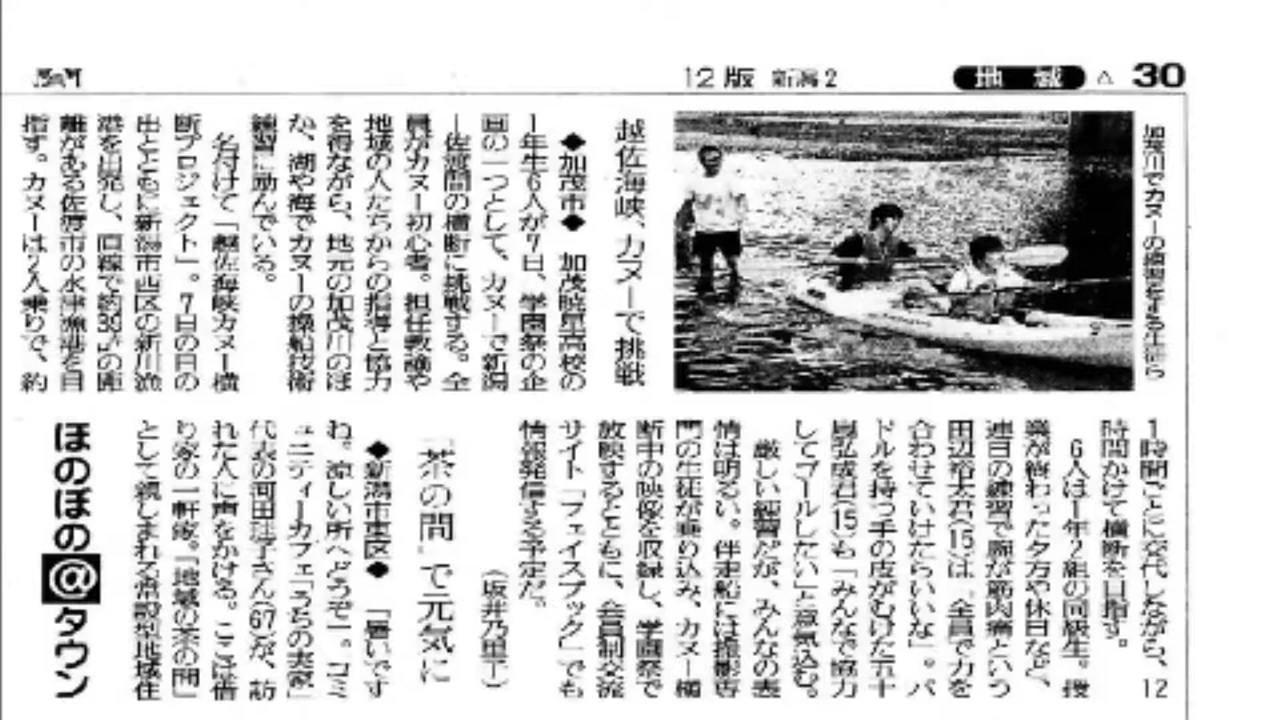 30
地域
12版 新潟2
加茂川でカヌーの練習をする生徒ら
越佐海峡、カヌーで挑戦
◆加茂市◆ 加茂暁星高校の
1年生6人が7日、学園祭の企
画の一つとして、カヌーで新潟
―佐渡間の横断に挑戦する。全
員がカヌー初心者。担任教諭や
地域の人たちからの指導と協力
を得ながら、地元の加茂川のほ
か、湖や海でカヌーの操船技術
練習に励んでいる。
名付けて「越佐海峡カヌー横
断プロジェクト」。7日の日の
出とともに新潟市西区の新川漁
港を出発し、直線で約30㌔の距
離がある佐渡市の水津漁港を目
指す。カヌーは2人乗りで、約
1時間ごとに交代しながら、12
時間かけて横断を目指す。
6人は1年2組の同級生。授
業が終わった夕方や休日など、
連日の練習で腕が筋肉痛という
田辺裕太君(15)は「全員で力を
合わせていけたらいいな」。パ
ドルを持つ手の皮がむけた五十
嵐弘成君(15)も「みんなで協力
してゴールしたい」と意気込む。
厳しい練習だが、みんなの表
情は明るい。伴走船には撮影専
門の生徒が乗り込み、カヌー横
断中の映像を収録し、学園祭で
放映するとともに、会員制交流
サイト「フェイスブック」でも
情報発信する予定だ。
(坂井乃里子)
「茶の間」で元気に
◆新潟市東区◆ 「暑いです
ね。涼しい所へどうぞ」。コミ
ュニティーカフェ「うちの実家」
代表の河田珪子さん(67)が、訪
れた人に声をかける。ここは借
り家の一軒家。「地域の茶の間」
として親しまれる常設型地域住
ほのぼの@タウン